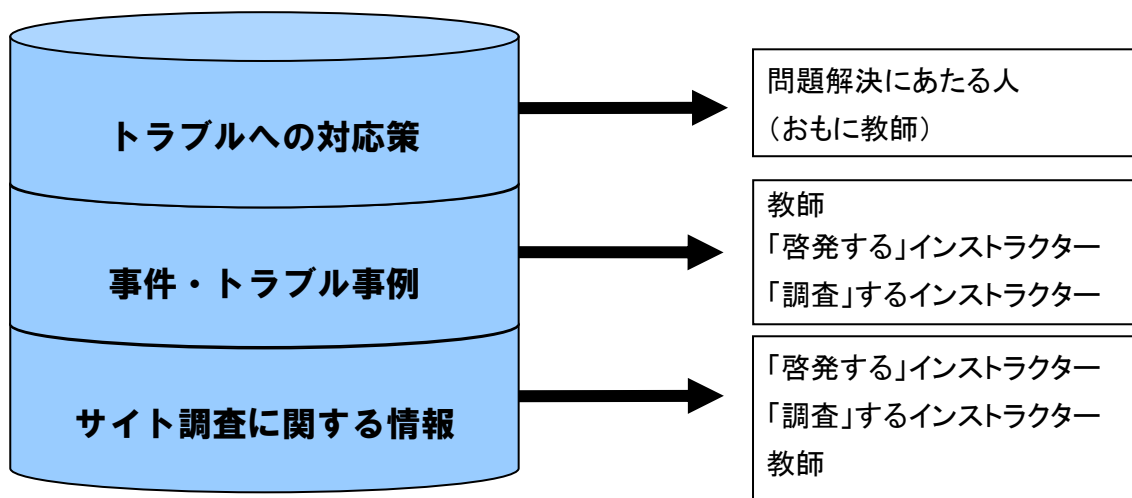 トラブルへの対応策
問題解決にあたる人
（おもに教師）
事件・トラブル事例
教師
「啓発する」インストラクター
「調査」するインストラクター
サイト調査に関する情報
「啓発する」インストラクター
「調査」するインストラクター
教師